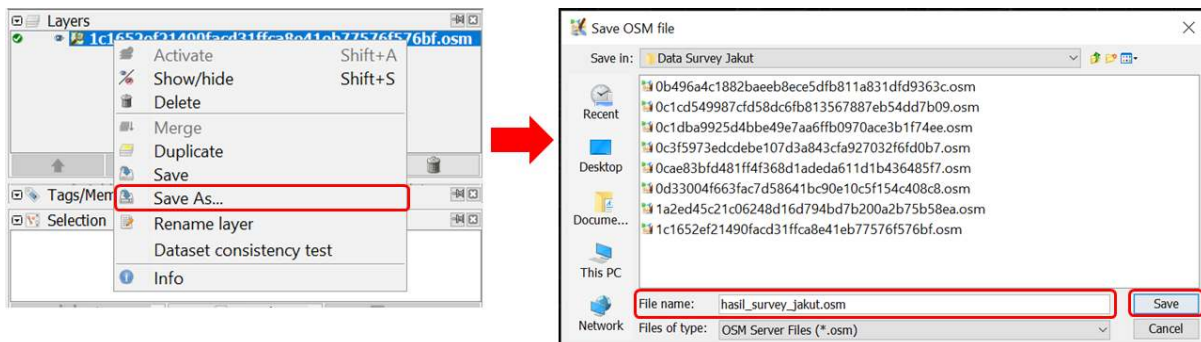 Layers
1c1652ef21490facd31ffca8e41eb77576f576bf.osm
Activate Shift+A
Show/hide Shift+S
Delete
Merge
Duplicate
Save
Tags/Mem
Save As...
Selection
Rename layer
Dataset consistency test
Info
Save OSM file
Save in: Data Survey Jakut
Recent
Desktop
Docume...
This PC
Network
0b496a4c1882baeeb8ece5dfb811a831dfd9363c.osm
0c1cd549987cfd58dc6fb813567887eb54dd7b09.osm
0c1dba9925d4bbe49e7aa6ffb0970ace3b1f74ee.osm
0c3f5973edcdebe107d3a843cfa927032f6fd0b7.osm
0cae83bfd481ff4f368d1adeda611d1b436485f7.osm
0d33004f663fac7d58641bc90e10c5f154c408c8.osm
1a2ed45c21c06248d16d794bd7b200a2b75b58ea.osm
1c1652ef21490facd31ffca8e41eb77576f576bf.osm
File name: hasil_survey_jakut.osm Save
Files of type: OSM Server Files (*.osm) Cancel